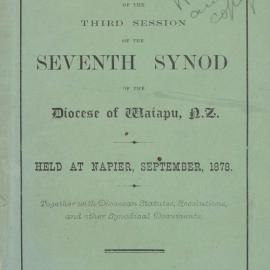 OF THE
THIRD SESSION
OF THE
SEVENTH SYNOD
OF THE
Diocese of Waiapu, N.Z.
HELD AT NAPIER, SEPTEMBER, 1878.
Together with Diocesan Statutes, Resolutions,
and other Synodical Documents.
copy